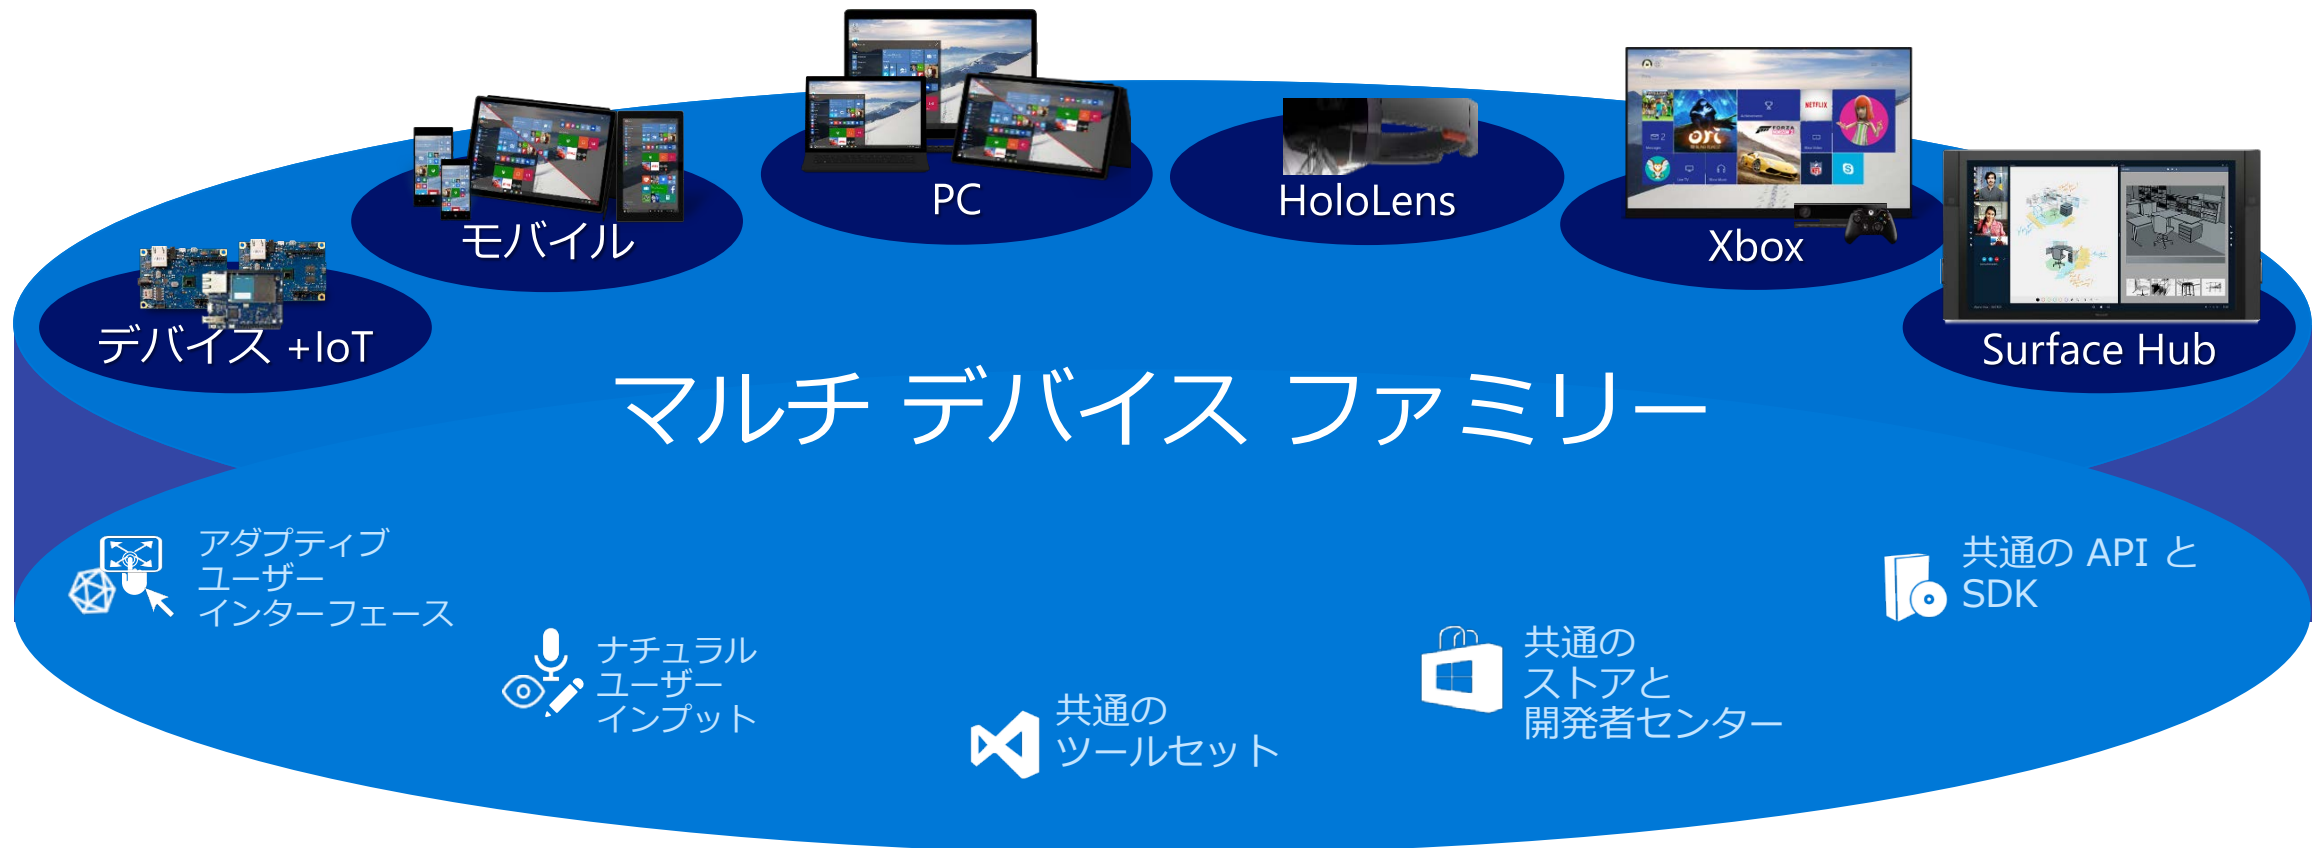 PC
HoloLens
モバイル
Xbox
デバイス +IoT
Surface Hub
NETFLIX
ori
FORZA
NFL
マルチ デバイス ファミリー
アダプティブ
ユーザー
インターフェース
ナチュラル
ユーザー
インプット
共通の
ツールセット
共通の
ストアと
開発者センター
共通の API と
SDK